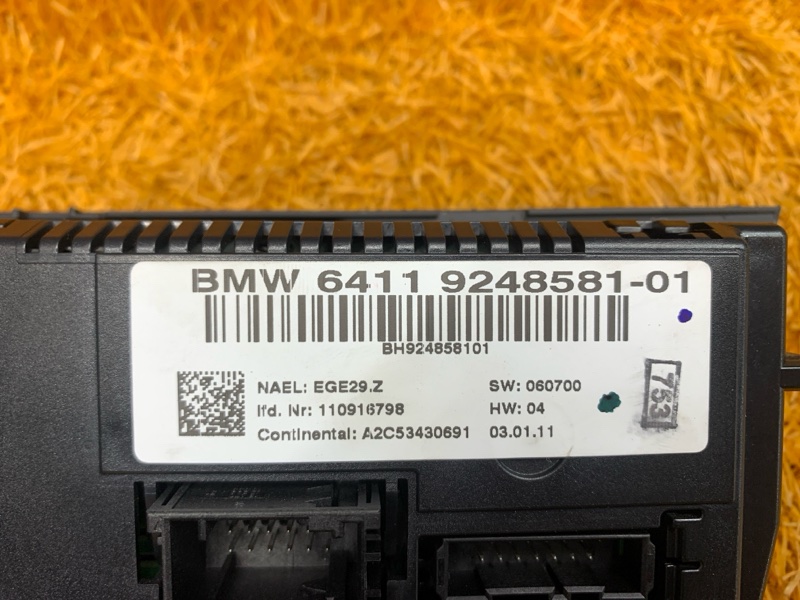 BMW 6411 9248581-01
BH924858101
NAEL: EGE29.Z
SW: 060700
lfd. Nr: 110916798
HW: 04
Continental: A2C53430691
03.01.11
753